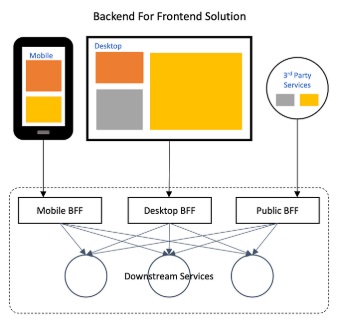 Backend For Frontend Solution
Mobile
Desktop
3rd Party
Services
Mobile BFF
Desktop BFF
Public BFF
Downstream Services